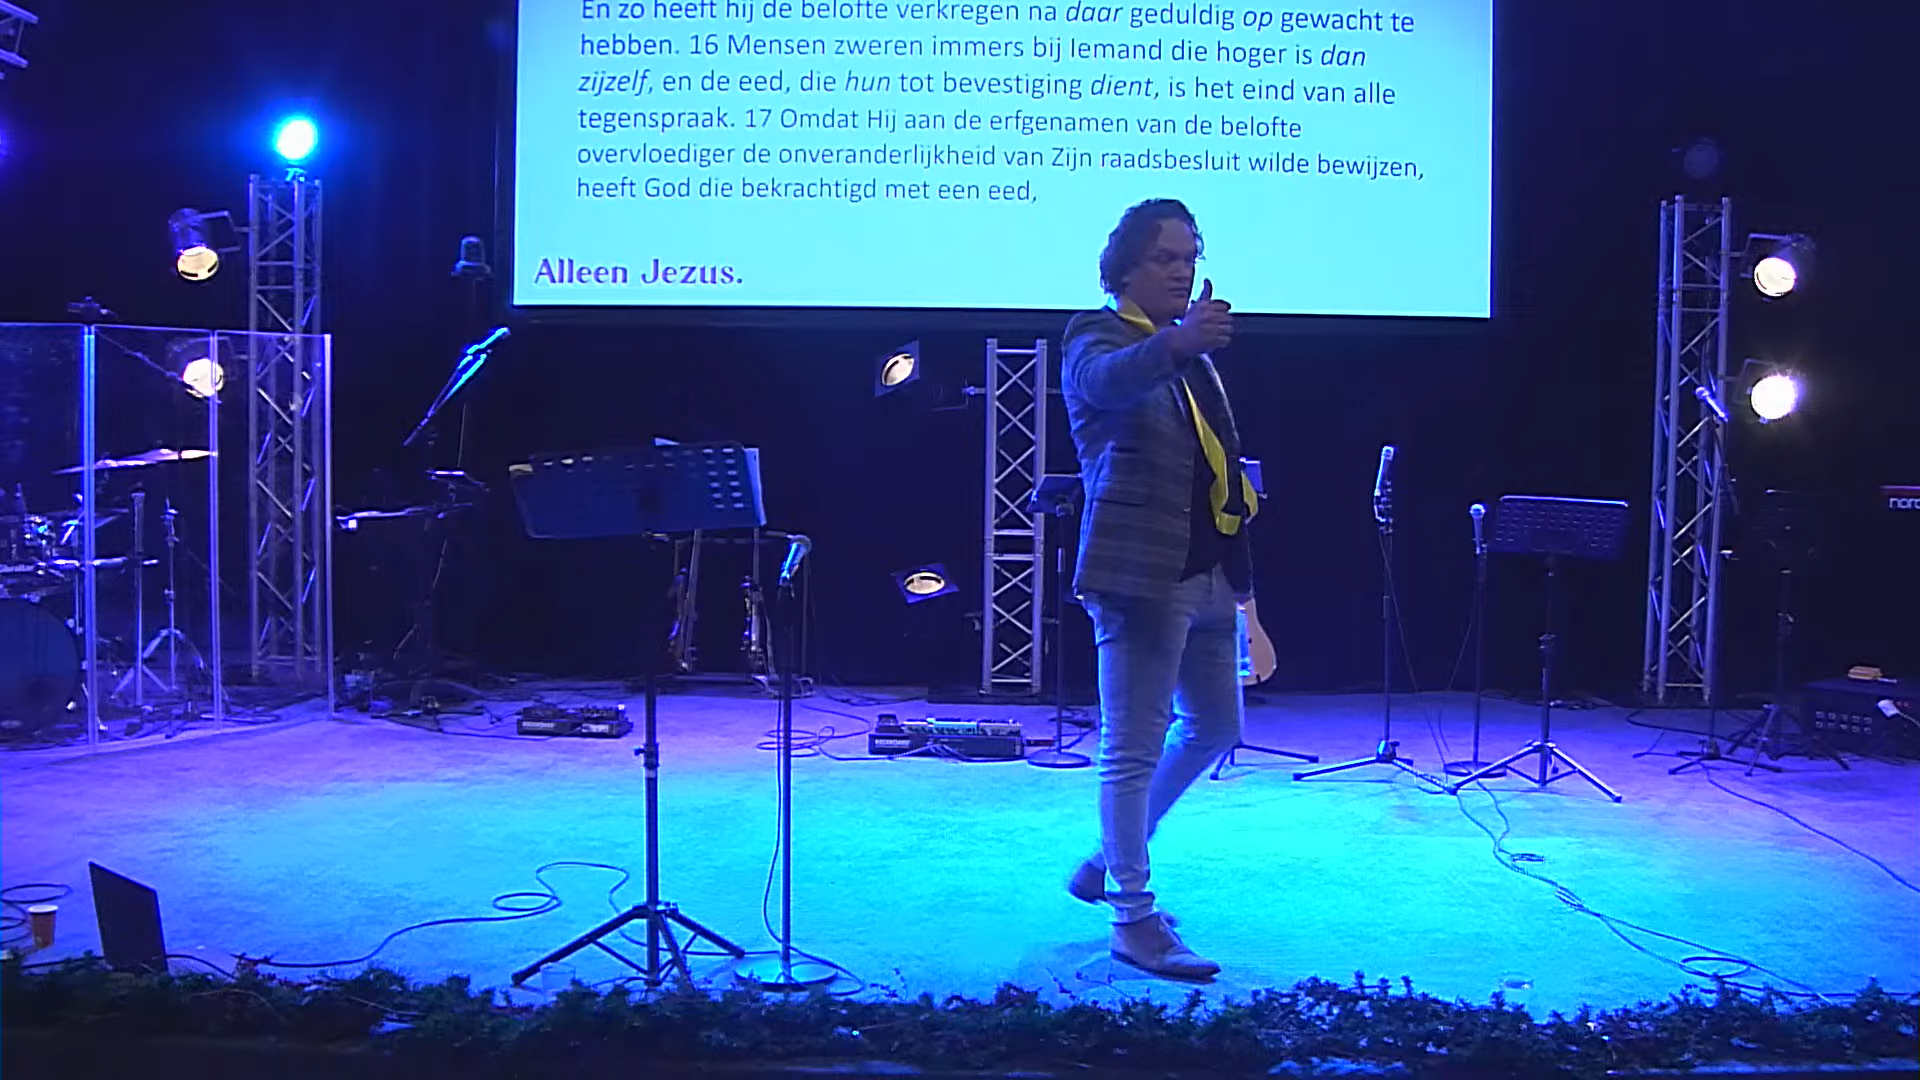 En zo heeft hij de belofte verkregen na daar geduldig op gewacht te
hebben. 16 Mensen zweren immers bij Iemand die hoger is dan
zijzelf, en de eed, die hun tot bevestiging dient, is het eind van alle
tegenspraak. 17 Omdat Hij aan de erfgenamen van de belofte
overvloediger de onveranderlijkheid van Zijn raadsbesluit wilde bewijzen,
heeft God die bekrachtigd met een eed,
Alleen Jezus.
nord